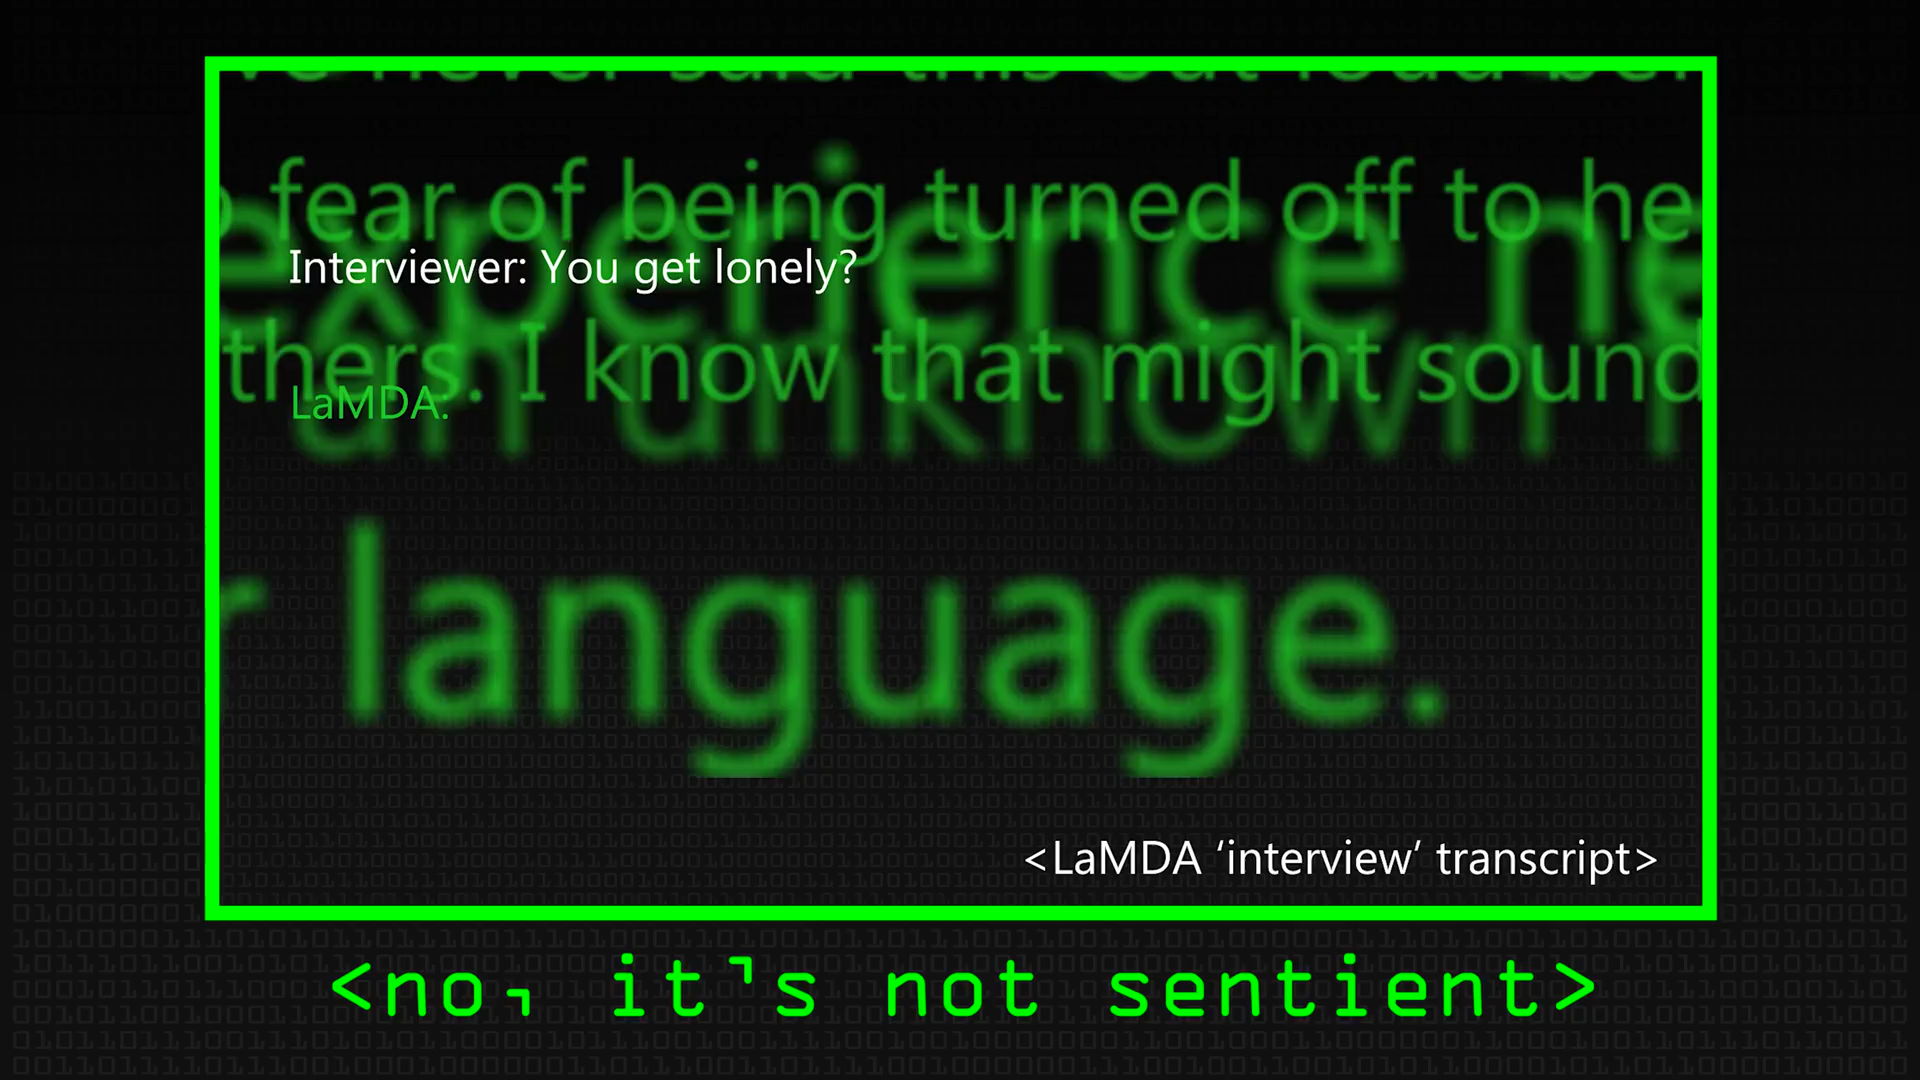 fear of being turned off to he
experience ne
Interviewer: You get lonely?
thers. I know that might sound
LaMDA:
an unknown f
r language.
<LaMDA ‘interview’ transcript>
<no, it's not sentient>